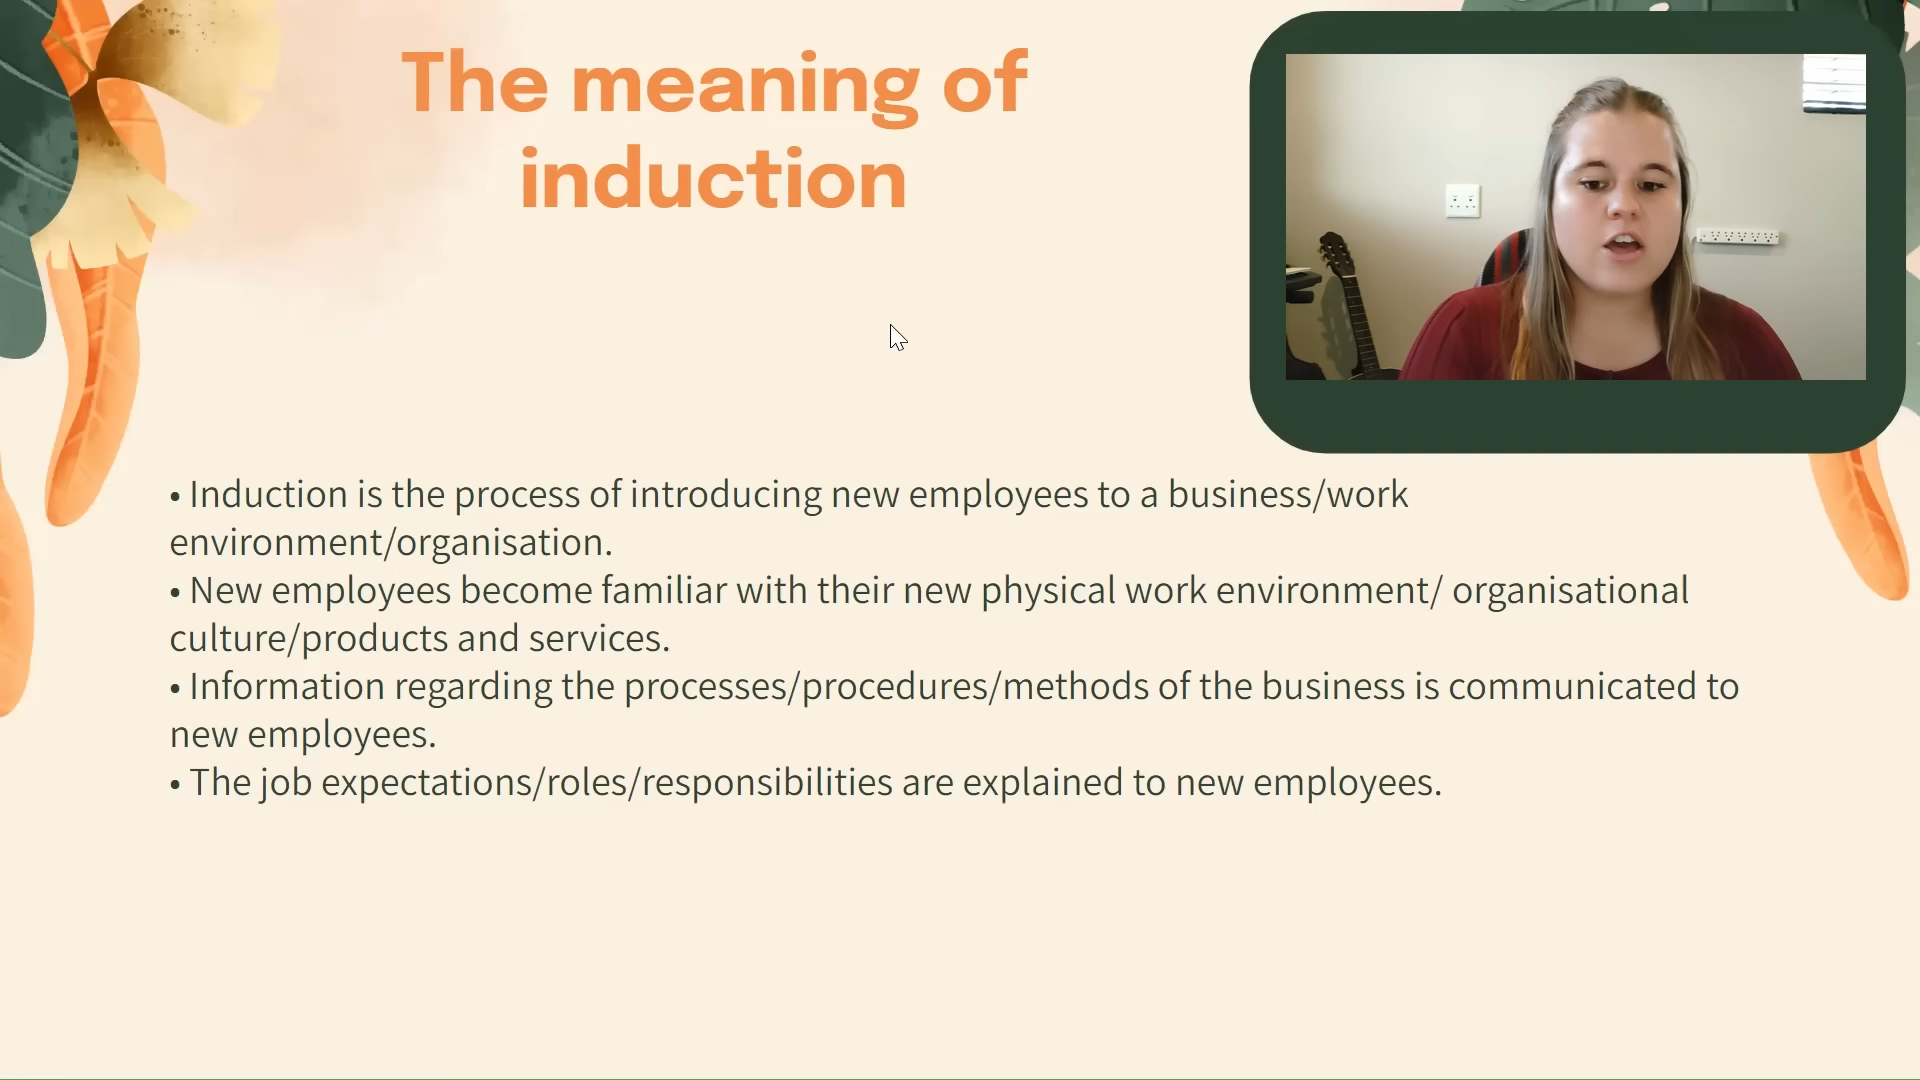 The meaning of
induction
• Induction is the process of introducing new employees to a business/work
environment/organisation.
• New employees become familiar with their new physical work environment/ organisational
culture/products and services.
• Information regarding the processes/procedures/methods of the business is communicated to
new employees.
• The job expectations/roles/responsibilities are explained to new employees.